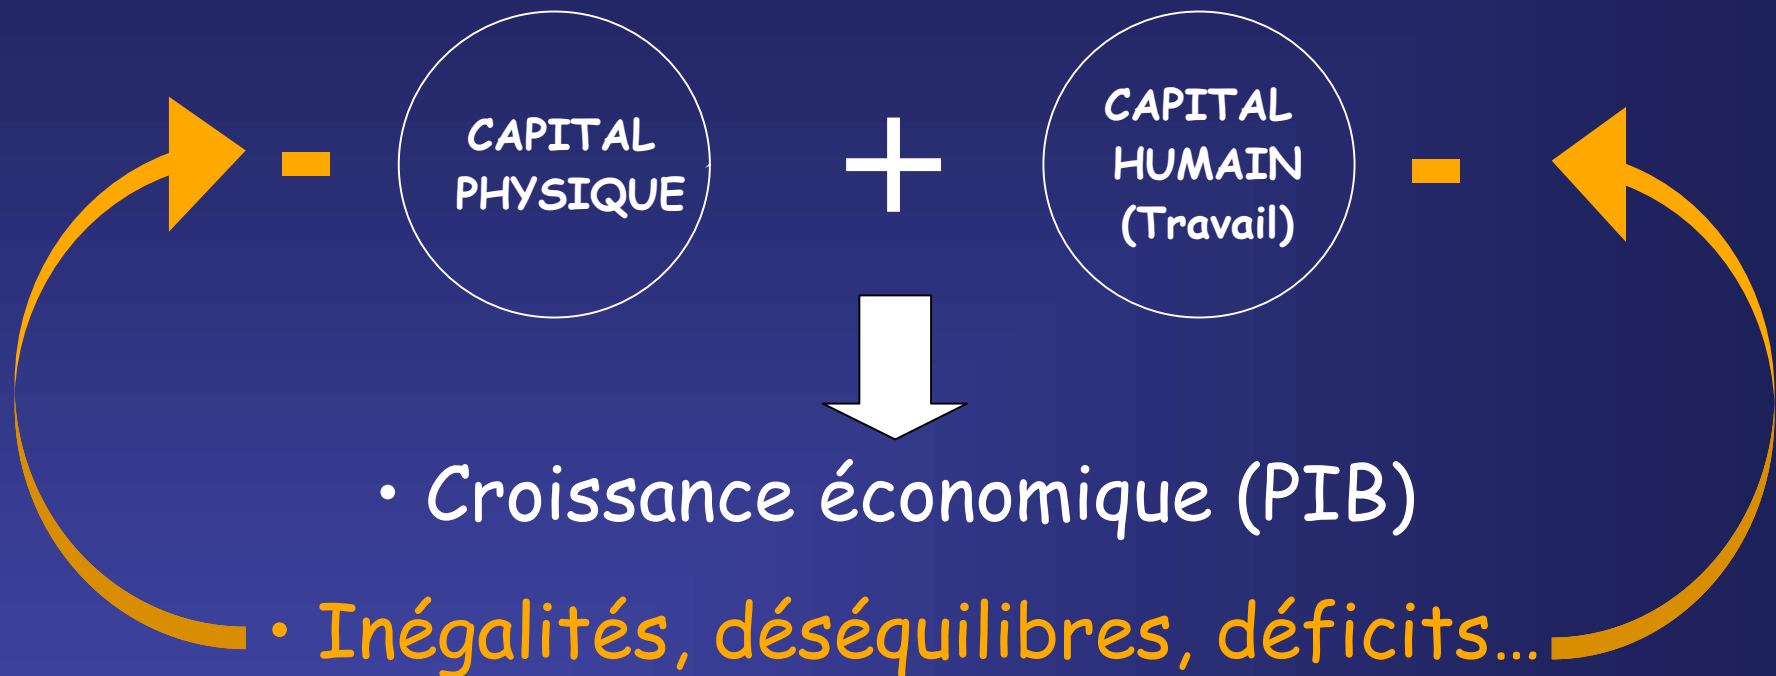 CAPITAL
PHYSIQUE
+
CAPITAL
HUMAIN
(Travail)
-
-
• Croissance économique (PIB)
• Inégalités, déséquilibres, déficits...